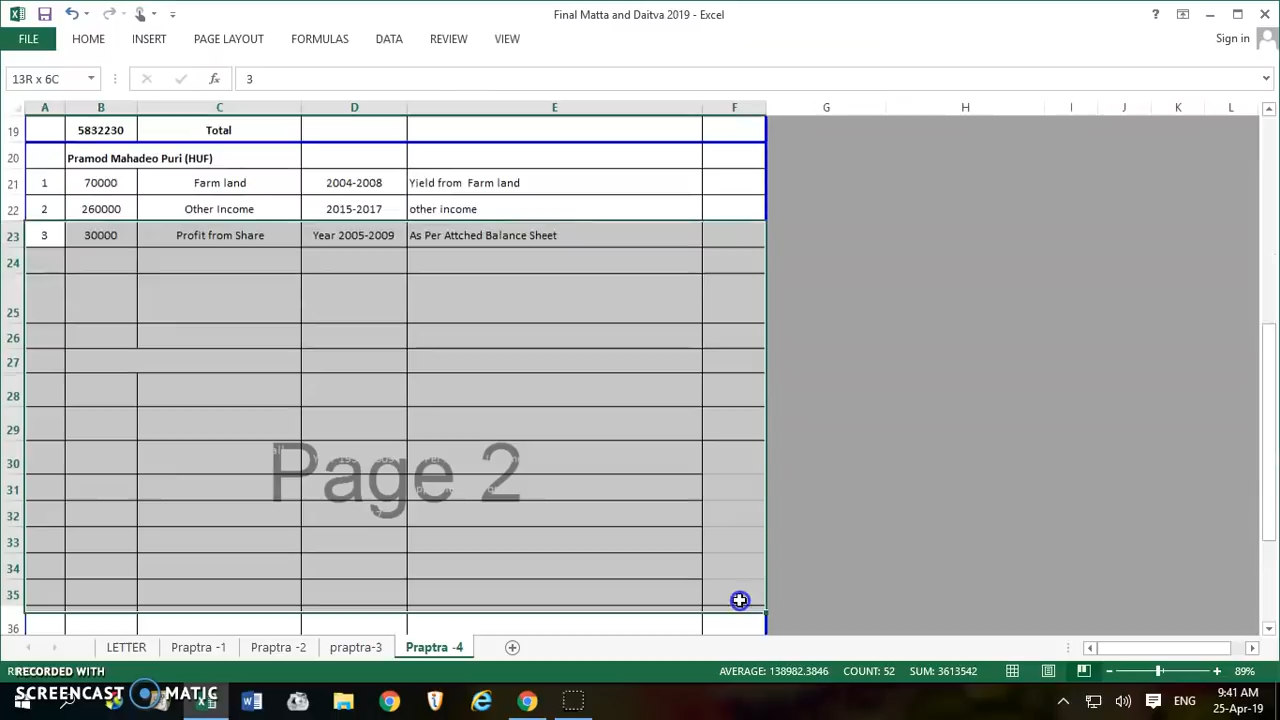 Final Matta and Daitva 2019 - Excel
?
FILE HOME INSERT PAGE LAYOUT FORMULAS DATA REVIEW VIEW
Sign in
13R x 6C fx 3
A B C D E F G H I J K L
19 5832230 Total
20 Pramod Mahadeo Puri (HUF)
21 1 70000 Farm land 2004-2008 Yield from Farm land
22 2 260000 Other Income 2015-2017 other income
23 3 30000 Profit from Share Year 2005-2009 As Per Attched Balance Sheet
24
25
26
27
28
29
30
31
32
33
34
35
36
Page 2
LETTER Praptra -1 Praptra -2 praptra-3 Praptra -4
AVERAGE: 138982.3846 COUNT: 52 SUM: 3613542 89%
RECORDED WITH
SCREENCAST MATIC
ENG
9:41 AM
25-Apr-19